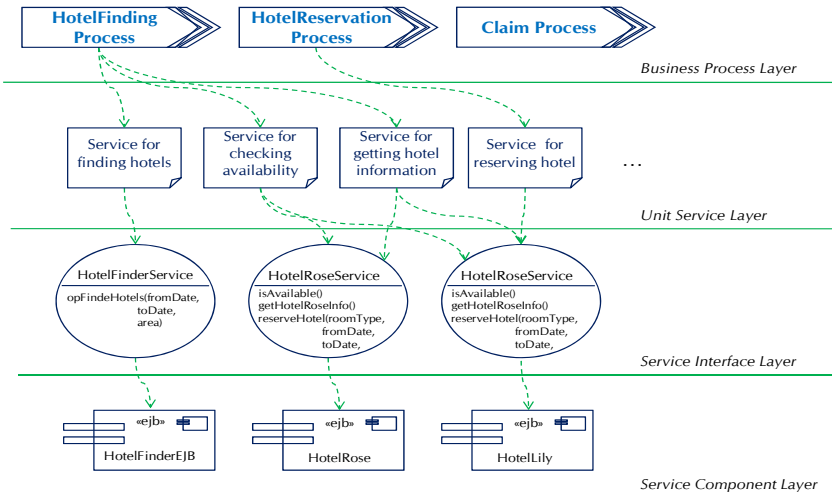 HotelFinding
Process
HotelReservation
Process
Claim Process
Business Process Layer
Service for
finding hotels
Service for
checking
availability
Service for
getting hotel
information
Service for
reserving hotel
...
Unit Service Layer
HotelFinderService
opFindeHotels(fromDate,
toDate,
area)
HotelRoseService
isAvailable()
getHotelRoseInfo()
reserveHotel(roomType,
fromDate,
toDate,
HotelRoseService
isAvailable()
getHotelRoseInfo()
reserveHotel(roomType,
fromDate,
toDate,
Service Interface Layer
«ejb»
HotelFinderEJB
«ejb»
HotelRose
«ejb»
HotelLily
Service Component Layer